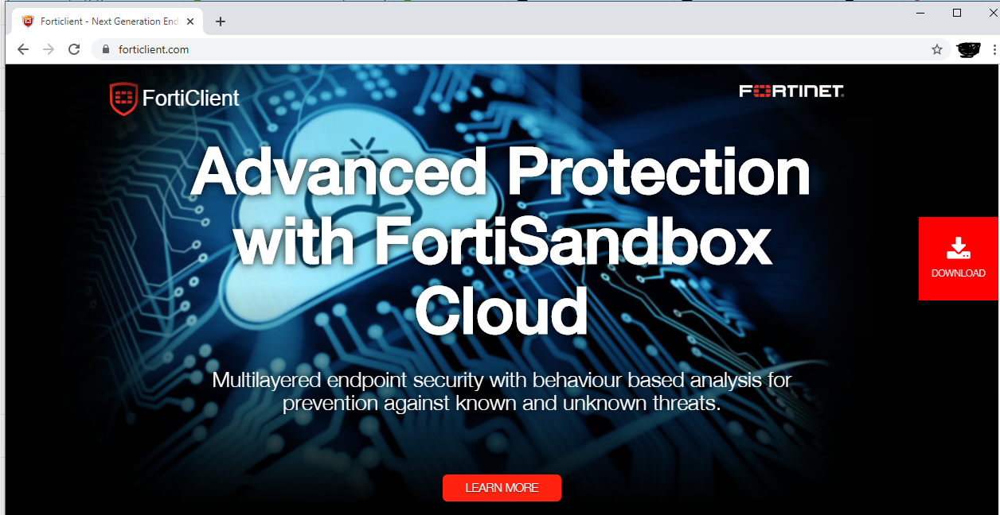 Forticlient - Next Generation End
forticlient.com
FortiClient
FORTINET
Advanced Protection
with FortiSandbox
Cloud
DOWNLOAD
Multilayered endpoint security with behaviour based analysis for
prevention against known and unknown threats.
LEARN MORE